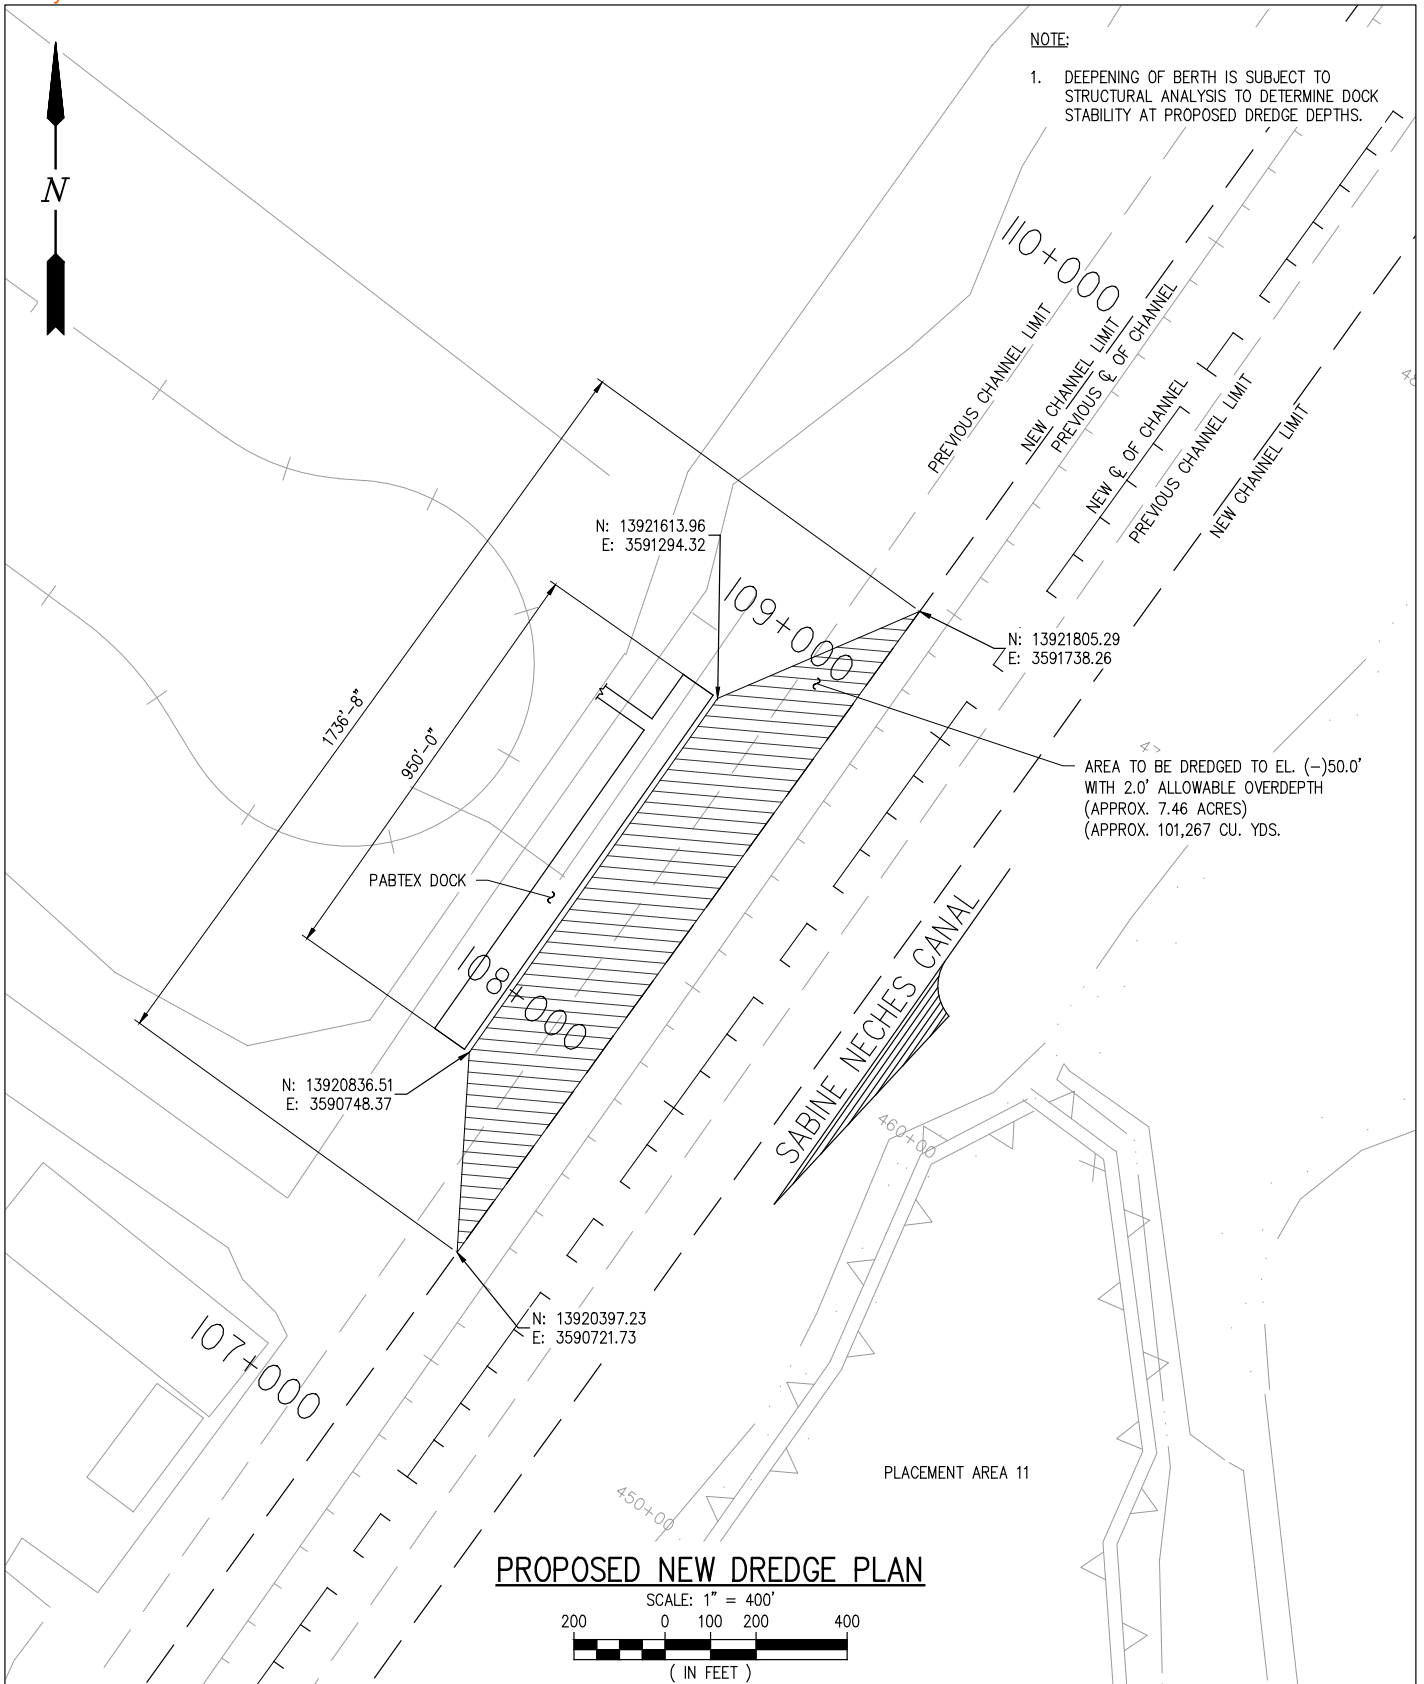 NOTE:
1. DEEPENING OF BERTH IS SUBJECT TO
STRUCTURAL ANALYSIS TO DETERMINE DOCK
STABILITY AT PROPOSED DREDGE DEPTHS.
N
110+000
PREVIOUS CHANNEL LIMIT
NEW CHANNEL LIMIT
PREVIOUS ℄ OF CHANNEL
NEW ℄ OF CHANNEL
PREVIOUS CHANNEL LIMIT
NEW CHANNEL LIMIT
N: 13921613.96
E: 3591294.32
109+000
N: 13921805.29
E: 3591738.26
1736'-8"
950'-0"
AREA TO BE DREDGED TO EL. (-)50.0'
WITH 2.0' ALLOWABLE OVERDEPTH
(APPROX. 7.46 ACRES)
(APPROX. 101,267 CU. YDS.
PABTEX DOCK
108+000
SABINE NECHES CANAL
N: 13920836.51
E: 3590748.37
460+00
N: 13920397.23
E: 3590721.73
107+000
PLACEMENT AREA 11
450+00
PROPOSED NEW DREDGE PLAN
SCALE: 1" = 400'
200 0 100 200 400
( IN FEET )